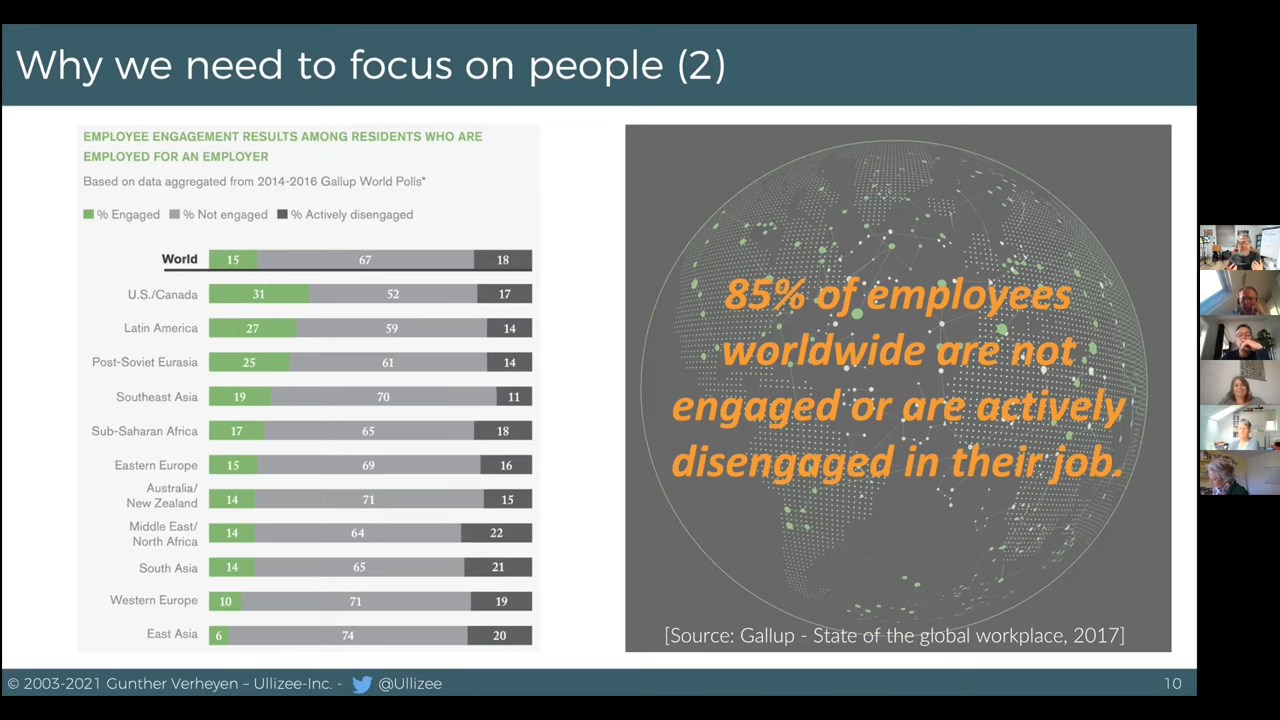 Why we need to focus on people (2)
EMPLOYEE ENGAGEMENT RESULTS AMONG RESIDENTS WHO ARE
EMPLOYED FOR AN EMPLOYER
Based on data aggregated from 2014-2016 Gallup World Polls*
% Engaged % Not engaged % Actively disengaged
World 15 67 18
U.S./Canada 31 52 17
Latin America 27 59 14
Post-Soviet Eurasia 25 61 14
Southeast Asia 19 70 11
Sub-Saharan Africa 17 65 18
Eastern Europe 15 69 16
Australia/
New Zealand 14 71 15
Middle East/
North Africa 14 64 22
South Asia 14 65 21
Western Europe 10 71 19
East Asia 6 74 20
85% of employees
worldwide are not
engaged or are actively
disengaged in their job.
[Source: Gallup - State of the global workplace, 2017]
© 2003-2021 Gunther Verheyen – Ullizee-Inc. - @Ullizee 10